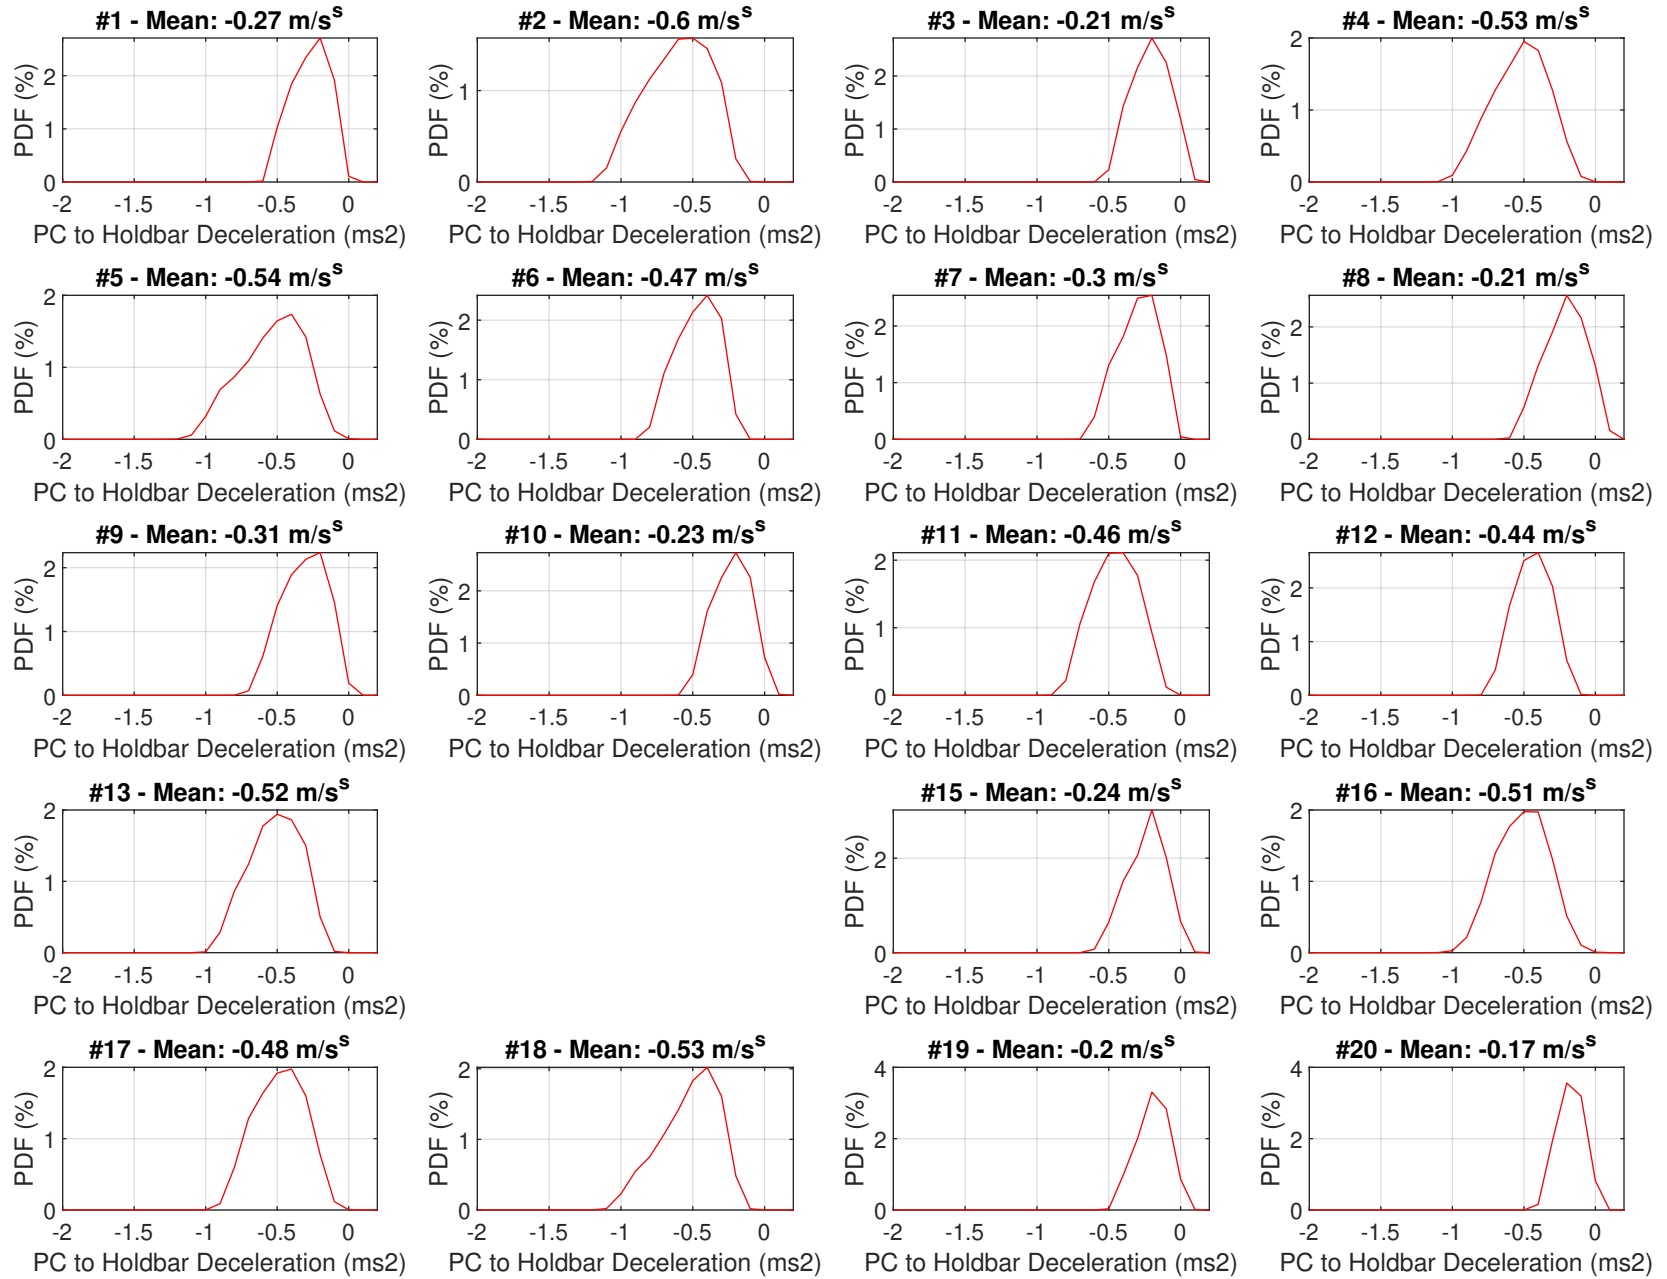 #1 - Mean: -0.27 m/s^s
PDF (%)
2
1
0
-2 -1.5 -1 -0.5 0
PC to Holdbar Deceleration (ms2)
#2 - Mean: -0.6 m/s^s
PDF (%)
1
0
-2 -1.5 -1 -0.5 0
PC to Holdbar Deceleration (ms2)
#3 - Mean: -0.21 m/s^s
PDF (%)
2
1
0
-2 -1.5 -1 -0.5 0
PC to Holdbar Deceleration (ms2)
#4 - Mean: -0.53 m/s^s
PDF (%)
2
1
0
-2 -1.5 -1 -0.5 0
PC to Holdbar Deceleration (ms2)
#5 - Mean: -0.54 m/s^s
PDF (%)
2
1
0
-2 -1.5 -1 -0.5 0
PC to Holdbar Deceleration (ms2)
#6 - Mean: -0.47 m/s^s
PDF (%)
2
1
0
-2 -1.5 -1 -0.5 0
PC to Holdbar Deceleration (ms2)
#7 - Mean: -0.3 m/s^s
PDF (%)
2
1
0
-2 -1.5 -1 -0.5 0
PC to Holdbar Deceleration (ms2)
#8 - Mean: -0.21 m/s^s
PDF (%)
2
1
0
-2 -1.5 -1 -0.5 0
PC to Holdbar Deceleration (ms2)
#9 - Mean: -0.31 m/s^s
PDF (%)
2
1
0
-2 -1.5 -1 -0.5 0
PC to Holdbar Deceleration (ms2)
#10 - Mean: -0.23 m/s^s
PDF (%)
2
1
0
-2 -1.5 -1 -0.5 0
PC to Holdbar Deceleration (ms2)
#11 - Mean: -0.46 m/s^s
PDF (%)
2
1
0
-2 -1.5 -1 -0.5 0
PC to Holdbar Deceleration (ms2)
#12 - Mean: -0.44 m/s^s
PDF (%)
2
1
0
-2 -1.5 -1 -0.5 0
PC to Holdbar Deceleration (ms2)
#13 - Mean: -0.52 m/s^s
PDF (%)
2
1
0
-2 -1.5 -1 -0.5 0
PC to Holdbar Deceleration (ms2)
#15 - Mean: -0.24 m/s^s
PDF (%)
2
0
-2 -1.5 -1 -0.5 0
PC to Holdbar Deceleration (ms2)
#16 - Mean: -0.51 m/s^s
PDF (%)
2
1
0
-2 -1.5 -1 -0.5 0
PC to Holdbar Deceleration (ms2)
#17 - Mean: -0.48 m/s^s
PDF (%)
2
1
0
-2 -1.5 -1 -0.5 0
PC to Holdbar Deceleration (ms2)
#18 - Mean: -0.53 m/s^s
PDF (%)
2
1
0
-2 -1.5 -1 -0.5 0
PC to Holdbar Deceleration (ms2)
#19 - Mean: -0.2 m/s^s
PDF (%)
4
2
0
-2 -1.5 -1 -0.5 0
PC to Holdbar Deceleration (ms2)
#20 - Mean: -0.17 m/s^s
PDF (%)
4
2
0
-2 -1.5 -1 -0.5 0
PC to Holdbar Deceleration (ms2)